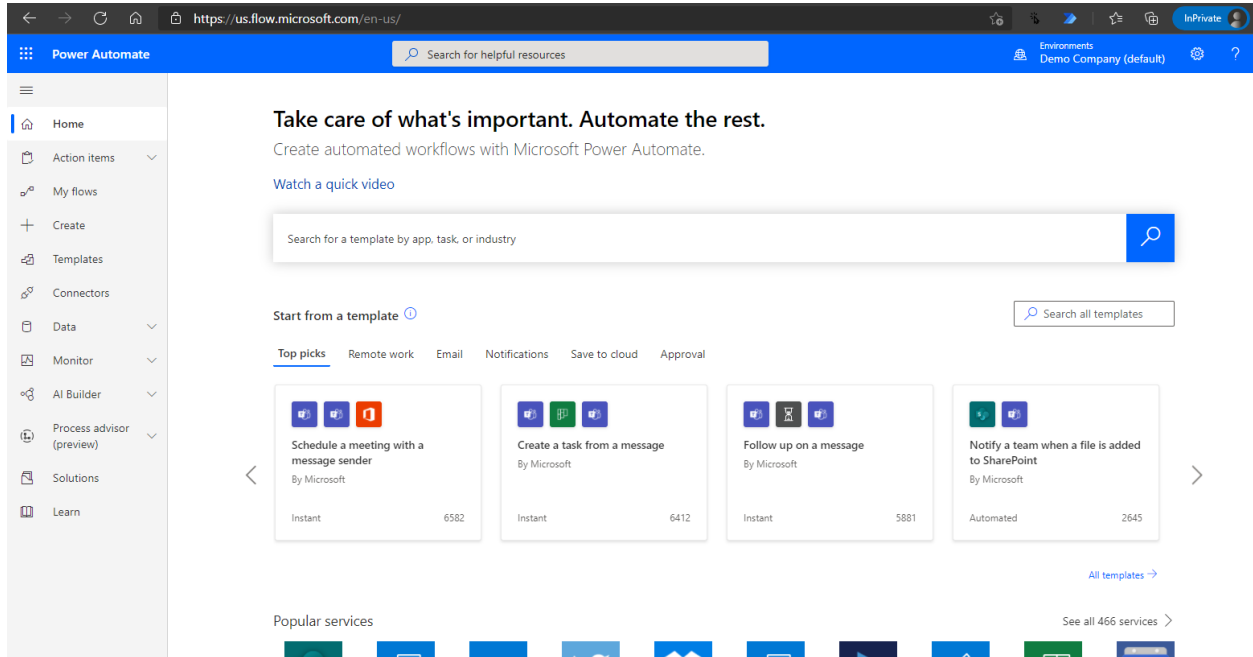 https://us.flow.microsoft.com/en-us/
InPrivate
Power Automate
Search for helpful resources
Environments
Demo Company (default)
?
Home
Action items
My flows
Create
Templates
Connectors
Data
Monitor
AI Builder
Process advisor
(preview)
Solutions
Learn
Take care of what's important. Automate the rest.
Create automated workflows with Microsoft Power Automate.
Watch a quick video
Search for a template by app, task, or industry
Start from a template
Search all templates
Top picks Remote work Email Notifications Save to cloud Approval
Schedule a meeting with a
message sender
By Microsoft
Instant 6582
Create a task from a message
By Microsoft
Instant 6412
Follow up on a message
By Microsoft
Instant 5881
Notify a team when a file is added
to SharePoint
By Microsoft
Automated 2645
All templates
Popular services
See all 466 services